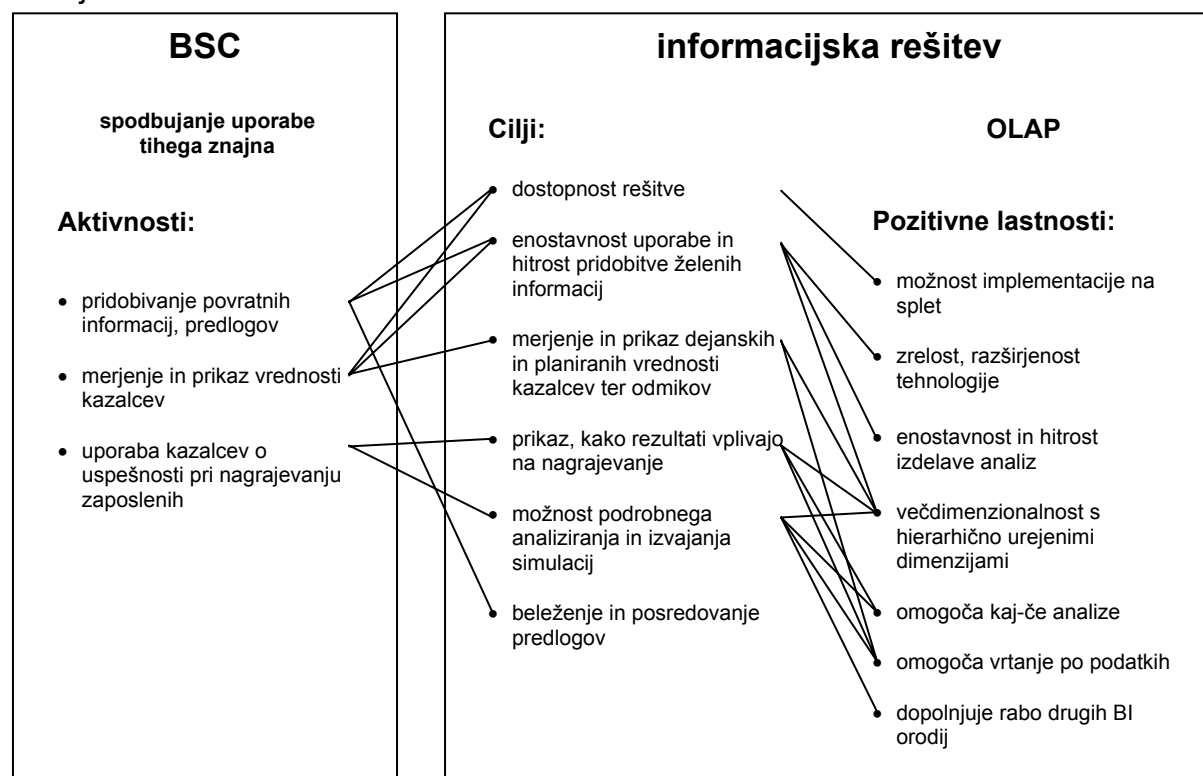 BSC
spodbujanje uporabe
tihega znajna
Aktivnosti:
• pridobivanje povratnih
informacij, predlogov
• merjenje in prikaz vrednosti
kazalcev
• uporaba kazalcev o
uspešnosti pri nagrajevanju
zaposlenih
informacijska rešitev
Cilji:
• dostopnost rešitve
• enostavnost uporabe in
hitrost pridobitve želenih
informacij
• merjenje in prikaz dejanskih
in planiranih vrednosti
kazalcev ter odmikov
• prikaz, kako rezultati vplivajo
na nagrajevanje
• možnost podrobnega
analiziranja in izvajanja
simulacij
• beleženje in posredovanje
predlogov
OLAP
Pozitivne lastnosti:
• možnost implementacije na
splet
• zrelost, razširjenost
tehnologije
• enostavnost in hitrost
izdelave analiz
• večdimenzionalnost s
hierarhično urejenimi
dimenzijami
• omogoča kaj-če analize
• omogoča vrtanje po podatkih
• dopolnjuje rabo drugih BI
orodij